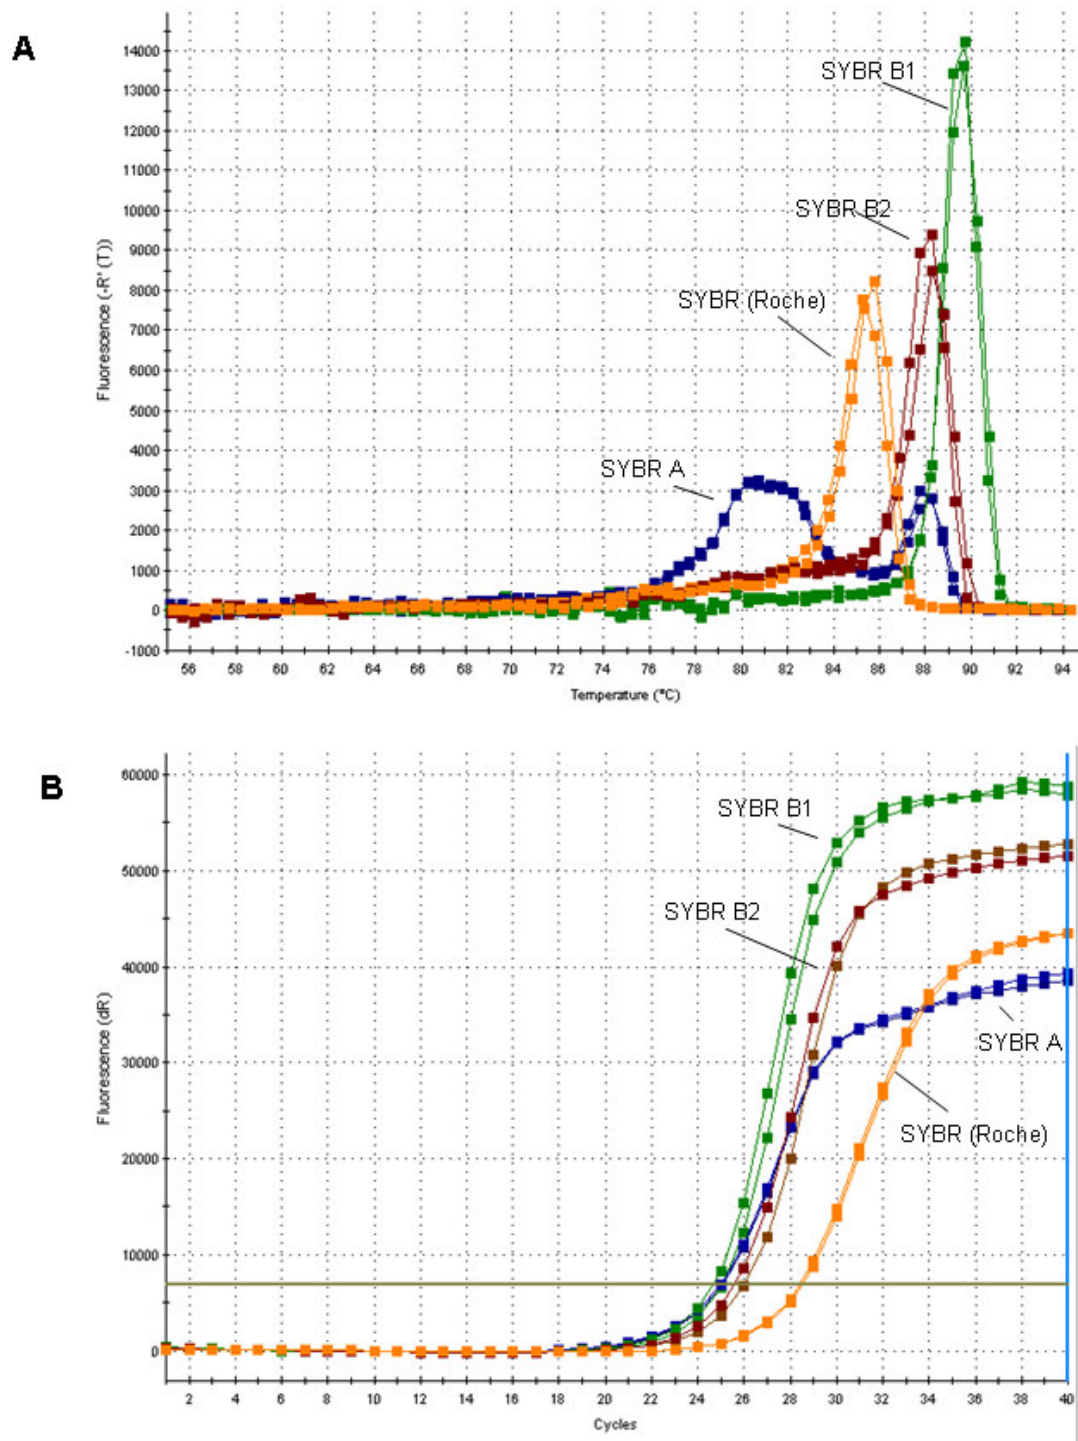 A
Fluorescence (-R' (T))
14000
13000
12000
11000
10000
9000
8000
7000
6000
5000
4000
3000
2000
1000
0
-1000
SYBR B1
SYBR B2
SYBR (Roche)
SYBR A
56 58 60 62 64 66 68 70 72 74 76 78 80 82 84 86 88 90 92 94
Temperature (°C)
B
Fluorescence (dR)
60000
50000
40000
30000
20000
10000
0
SYBR B1
SYBR B2
SYBR A
SYBR (Roche)
2 4 6 8 10 12 14 16 18 20 22 24 26 28 30 32 34 36 38 40
Cycles